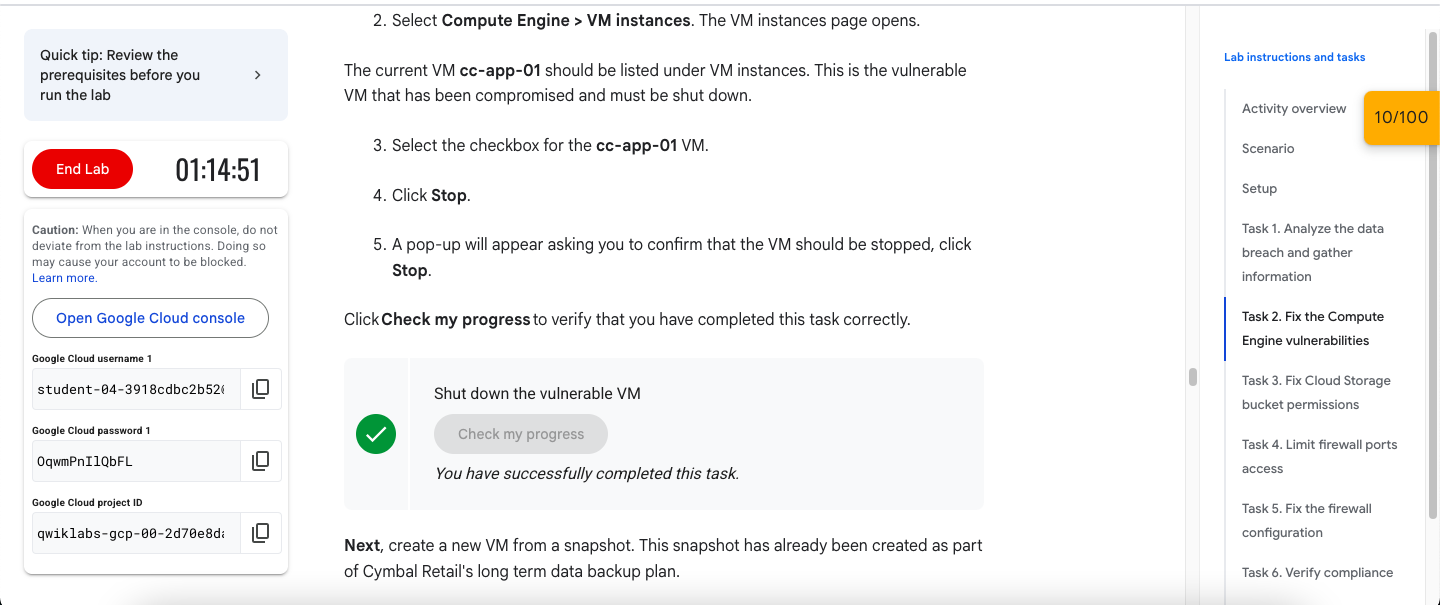 Quick tip: Review the
prerequisites before you
run the lab
End Lab
01:14:51
Caution: When you are in the console, do not
deviate from the lab instructions. Doing so
may cause your account to be blocked.
Learn more.
Open Google Cloud console
Google Cloud username 1
student-04-3918cdbc2b520
Google Cloud password 1
OqwmPnIlQbFL
Google Cloud project ID
qwiklabs-gcp-00-2d70e8da
2. Select Compute Engine > VM instances. The VM instances page opens.
The current VM cc-app-01 should be listed under VM instances. This is the vulnerable
VM that has been compromised and must be shut down.
3. Select the checkbox for the cc-app-01 VM.
4. Click Stop.
5. A pop-up will appear asking you to confirm that the VM should be stopped, click
Stop.
Click Check my progress to verify that you have completed this task correctly.
Shut down the vulnerable VM
Check my progress
You have successfully completed this task.
Next, create a new VM from a snapshot. This snapshot has already been created as part
of Cymbal Retail's long term data backup plan.
Lab instructions and tasks
Activity overview
10/100
Scenario
Setup
Task 1. Analyze the data
breach and gather
information
Task 2. Fix the Compute
Engine vulnerabilities
Task 3. Fix Cloud Storage
bucket permissions
Task 4. Limit firewall ports
access
Task 5. Fix the firewall
configuration
Task 6. Verify compliance